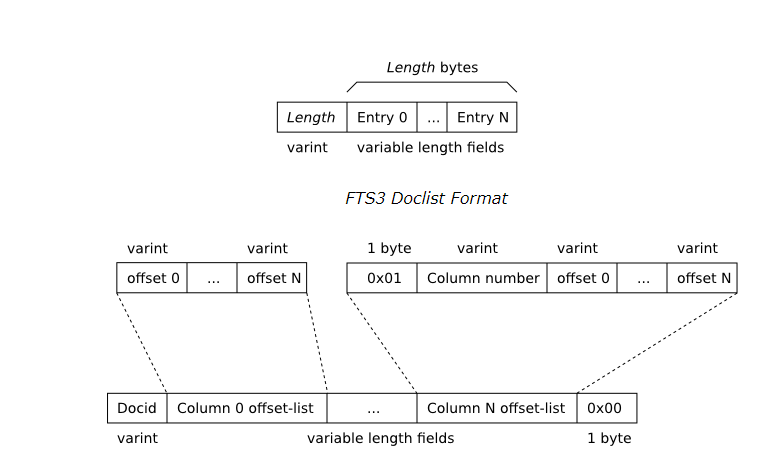 Length bytes
Length Entry 0 ... Entry N
varint variable length fields
FTS3 Doclist Format
varint varint 1 byte varint varint varint
offset 0 ... offset N 0x01 Column number offset 0 ... offset N
Docid Column 0 offset-list ... Column N offset-list 0x00
varint variable length fields 1 byte